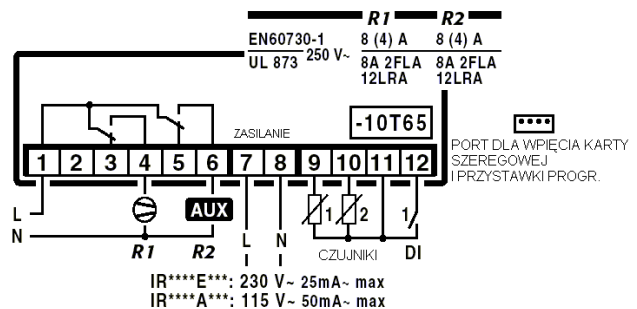 R1 R2
EN60730-1 250 V~ 8 (4) A 8 (4) A
UL 873 8A 2FLA 8A 2FLA
12LRA 12LRA
ZASILANIE
-10T65
PORT DLA WPIĘCIA KARTY
SZEREGOWEJ
I PRZYSTAWKI PROGR.
1 2 3 4 5 6 7 8 9 10 11 12
L
N
AUX
1 2 1
R1 R2 L N CZUJNIKI DI
IR****E***: 230 V~ 25mA~ max
IR****A***: 115 V~ 50mA~ max